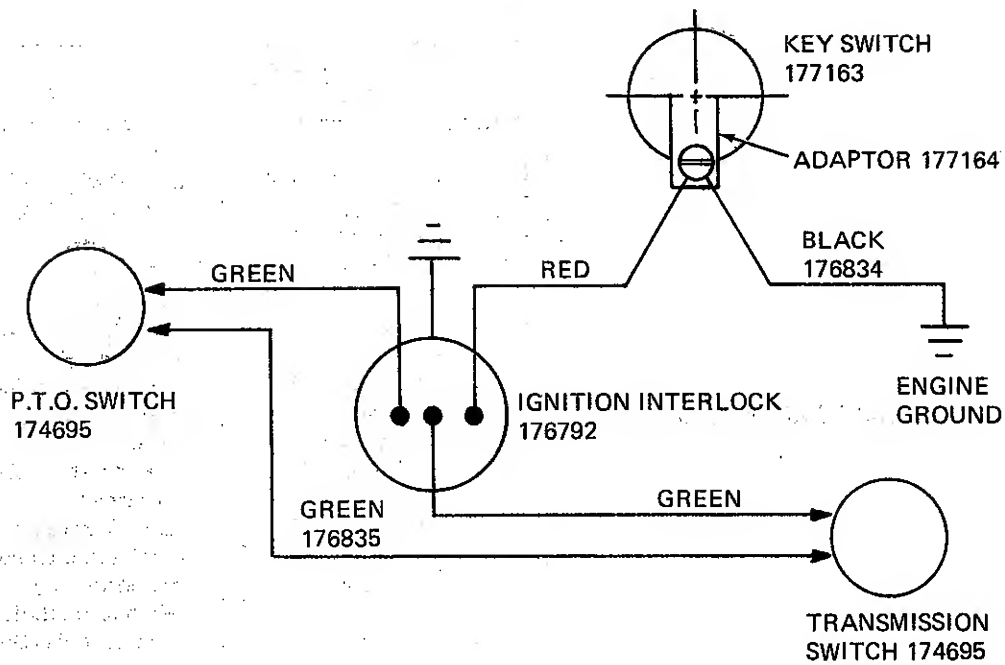 KEY SWITCH
177163
ADAPTOR 177164
BLACK
176834
RED
GREEN
P.T.O. SWITCH
174695
IGNITION INTERLOCK
176792
ENGINE
GROUND
GREEN
176835
GREEN
TRANSMISSION
SWITCH 174695